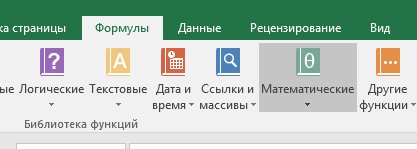 ка страницы Формулы Данные Рецензирование Вид
? A θ ...
ые Логические Текстовые Дата и Ссылки и Математические Другие
время массивы функции
Библиотека функций